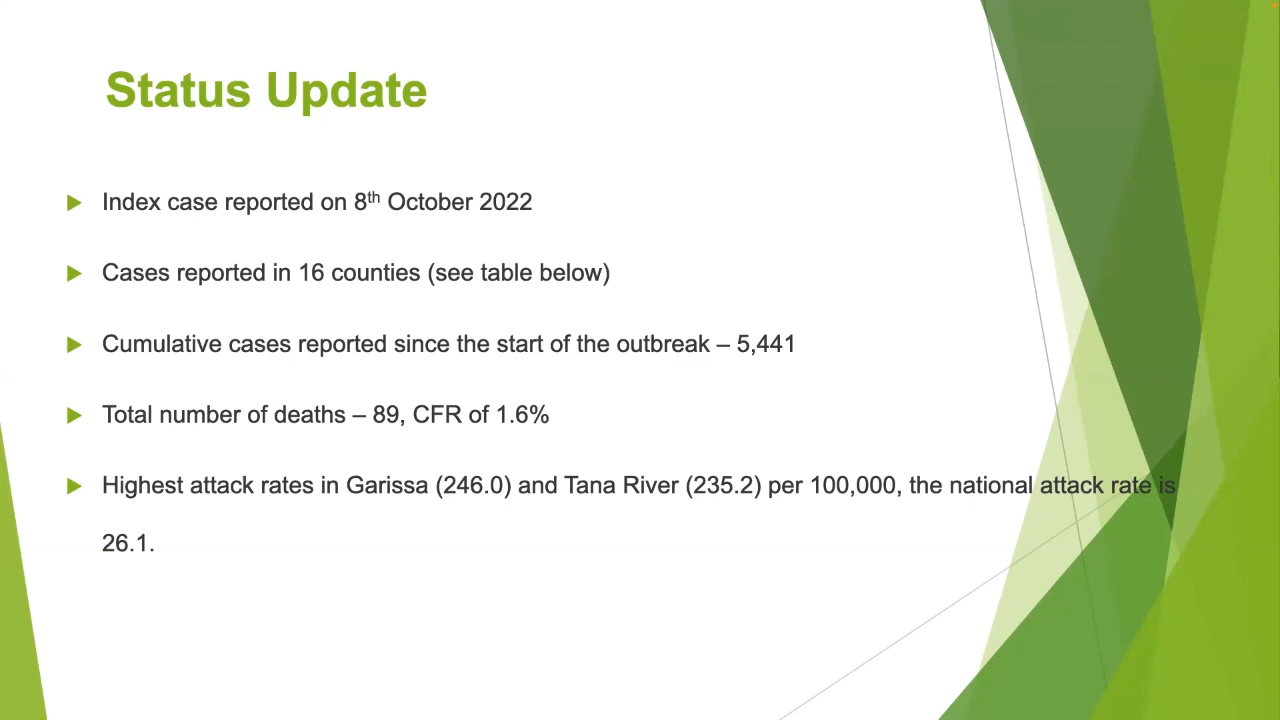 Status Update
Index case reported on 8th October 2022
Cases reported in 16 counties (see table below)
Cumulative cases reported since the start of the outbreak – 5,441
Total number of deaths – 89, CFR of 1.6%
Highest attack rates in Garissa (246.0) and Tana River (235.2) per 100,000, the national attack rate is
26.1.